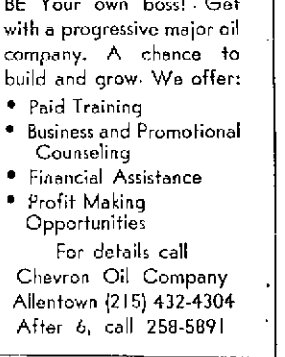 BE Your own boss! Get
with a progressive major oil
company. A chance to
build and grow. We offer:
• Paid Training
• Business and Promotional
Counseling
• Financial Assistance
• Profit Making
Opportunities
For details call
Chevron Oil Company
Allentown (215) 432-4304
After 6, call 258-5891